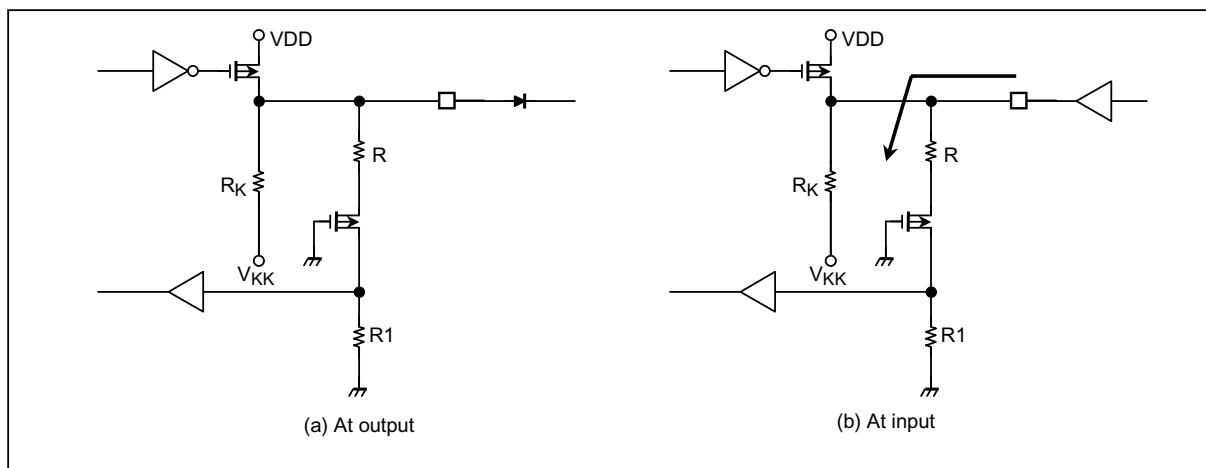 VDD
R
RK
VKK
R1
(a) At output
VDD
R
RK
VKK
R1
(b) At input